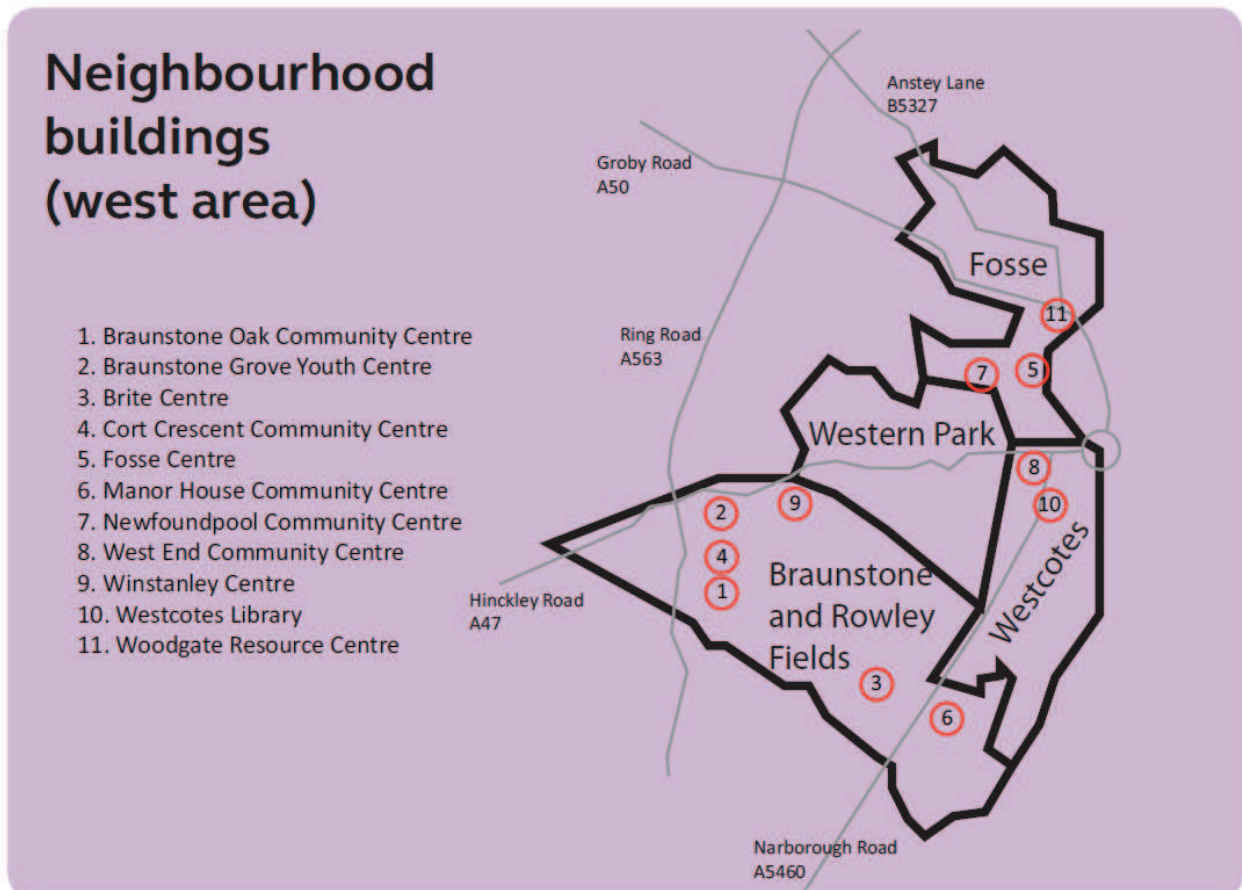 Neighbourhood
buildings
(west area)
1. Braunstone Oak Community Centre
2. Braunstone Grove Youth Centre
3. Brite Centre
4. Cort Crescent Community Centre
5. Fosse Centre
6. Manor House Community Centre
7. Newfoundpool Community Centre
8. West End Community Centre
9. Winstanley Centre
10. Westcotes Library
11. Woodgate Resource Centre
Anstey Lane
B5327
Groby Road
A50
Fosse
11
Ring Road
A563
7
5
Western Park
8
10
9
2
4
1
Braunstone
and Rowley
Fields
Westcotes
Hinckley Road
A47
3
6
Narborough Road
A5460